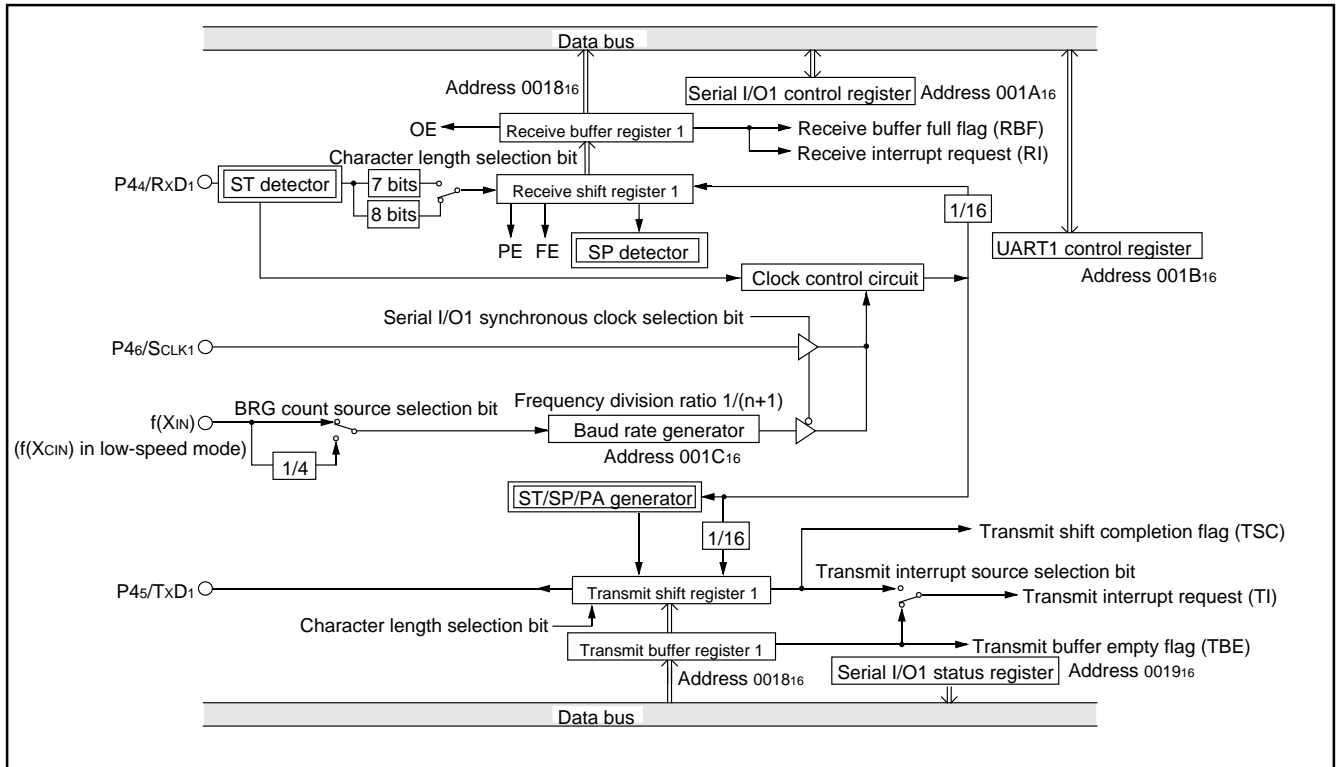 Data bus
Address 0018₁₆
Serial I/O1 control register Address 001A₁₆
OE Receive buffer register 1 Receive buffer full flag (RBF)
Receive interrupt request (RI)
Character length selection bit
P4₄/RxD₁ ST detector 7 bits Receive shift register 1
8 bits
1/16
PE FE SP detector
UART1 control register
Address 001B₁₆
Clock control circuit
Serial I/O1 synchronous clock selection bit
P4₆/SCLK1
BRG count source selection bit Frequency division ratio 1/(n+1)
f(XIN) Baud rate generator
(f(XCIN) in low-speed mode) Address 001C₁₆
1/4
ST/SP/PA generator
1/16 Transmit shift completion flag (TSC)
Transmit interrupt source selection bit
P4₅/TxD₁ Transmit shift register 1 Transmit interrupt request (TI)
Character length selection bit
Transmit buffer register 1 Transmit buffer empty flag (TBE)
Address 0018₁₆ Serial I/O1 status register Address 0019₁₆
Data bus